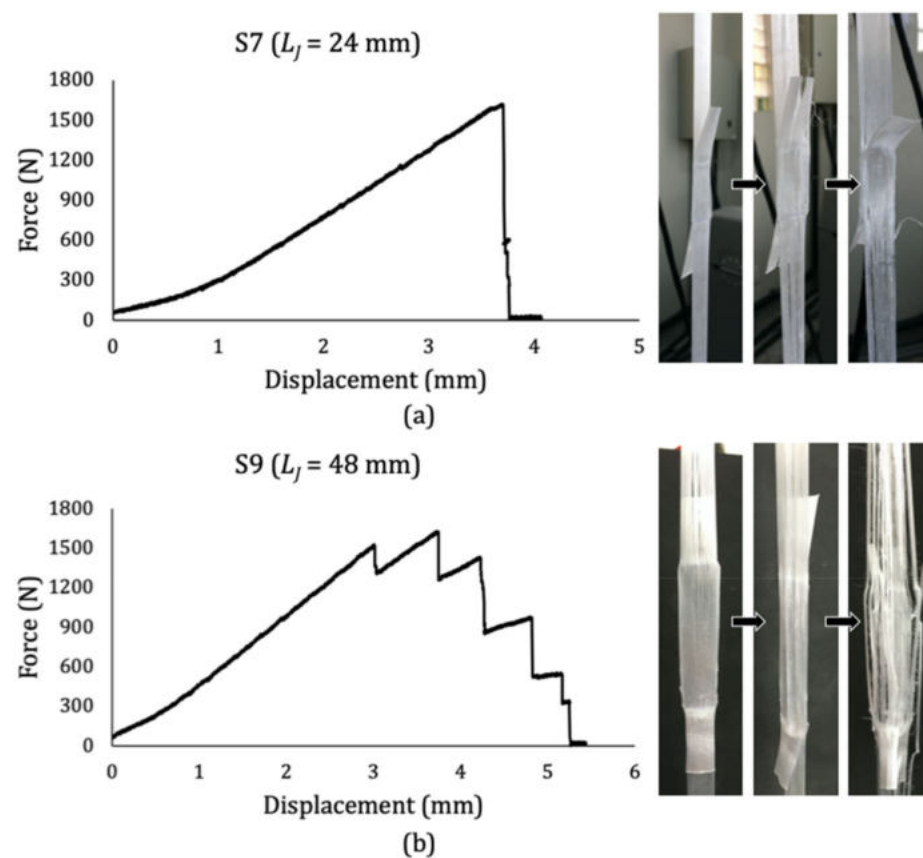 S7 (LJ = 24 mm)
1800
1500
1200
900
600
300
0
Force (N)
0 1 2 3 4 5
Displacement (mm)
(a)
S9 (LJ = 48 mm)
1800
1500
1200
900
600
300
0
Force (N)
0 1 2 3 4 5 6
Displacement (mm)
(b)